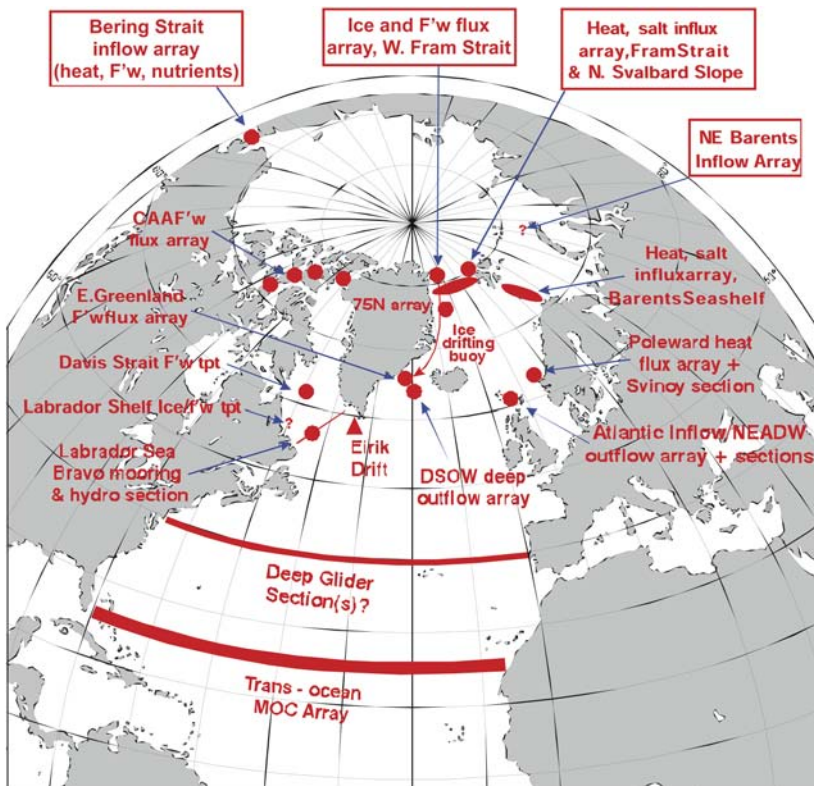 Bering Strait
inflow array
(heat, F'w, nutrients)
Ice and F'w flux
array, W. Fram Strait
Heat, salt influx
array,FramStrait
& N. Svalbard Slope
NE Barents
Inflow Array
?
CAAF'w
flux array
Heat, salt
influxarray,
BarentsSeashelf
E.Greenland
F'wflux array
75N array
Ice
drifting
buoy
Poleward heat
flux array +
Svinoy section
Davis Strait F'w tpt
Labrador Shelf Ice/f'w tpt
?
Atlantic Inflow/NEADW
outflow array + sections
Labrador Sea
Bravo mooring
& hydro section
Eirik
Drift
DSOW deep
outflow array
Deep Glider
Section(s)?
Trans - ocean
MOC Array